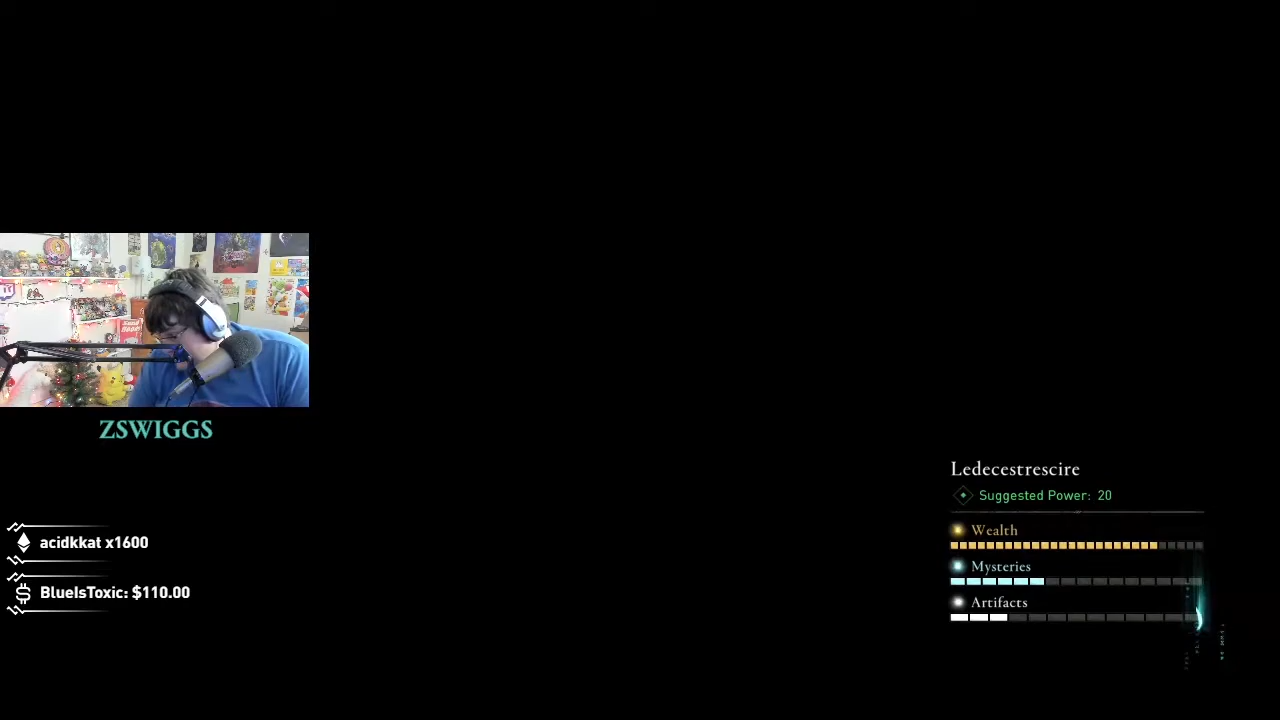 ZSWIGGS
Ledecestrescire
Suggested Power: 20
acidkkat x1600
Wealth
Mysteries
BlueIsToxic: $110.00
Artifacts